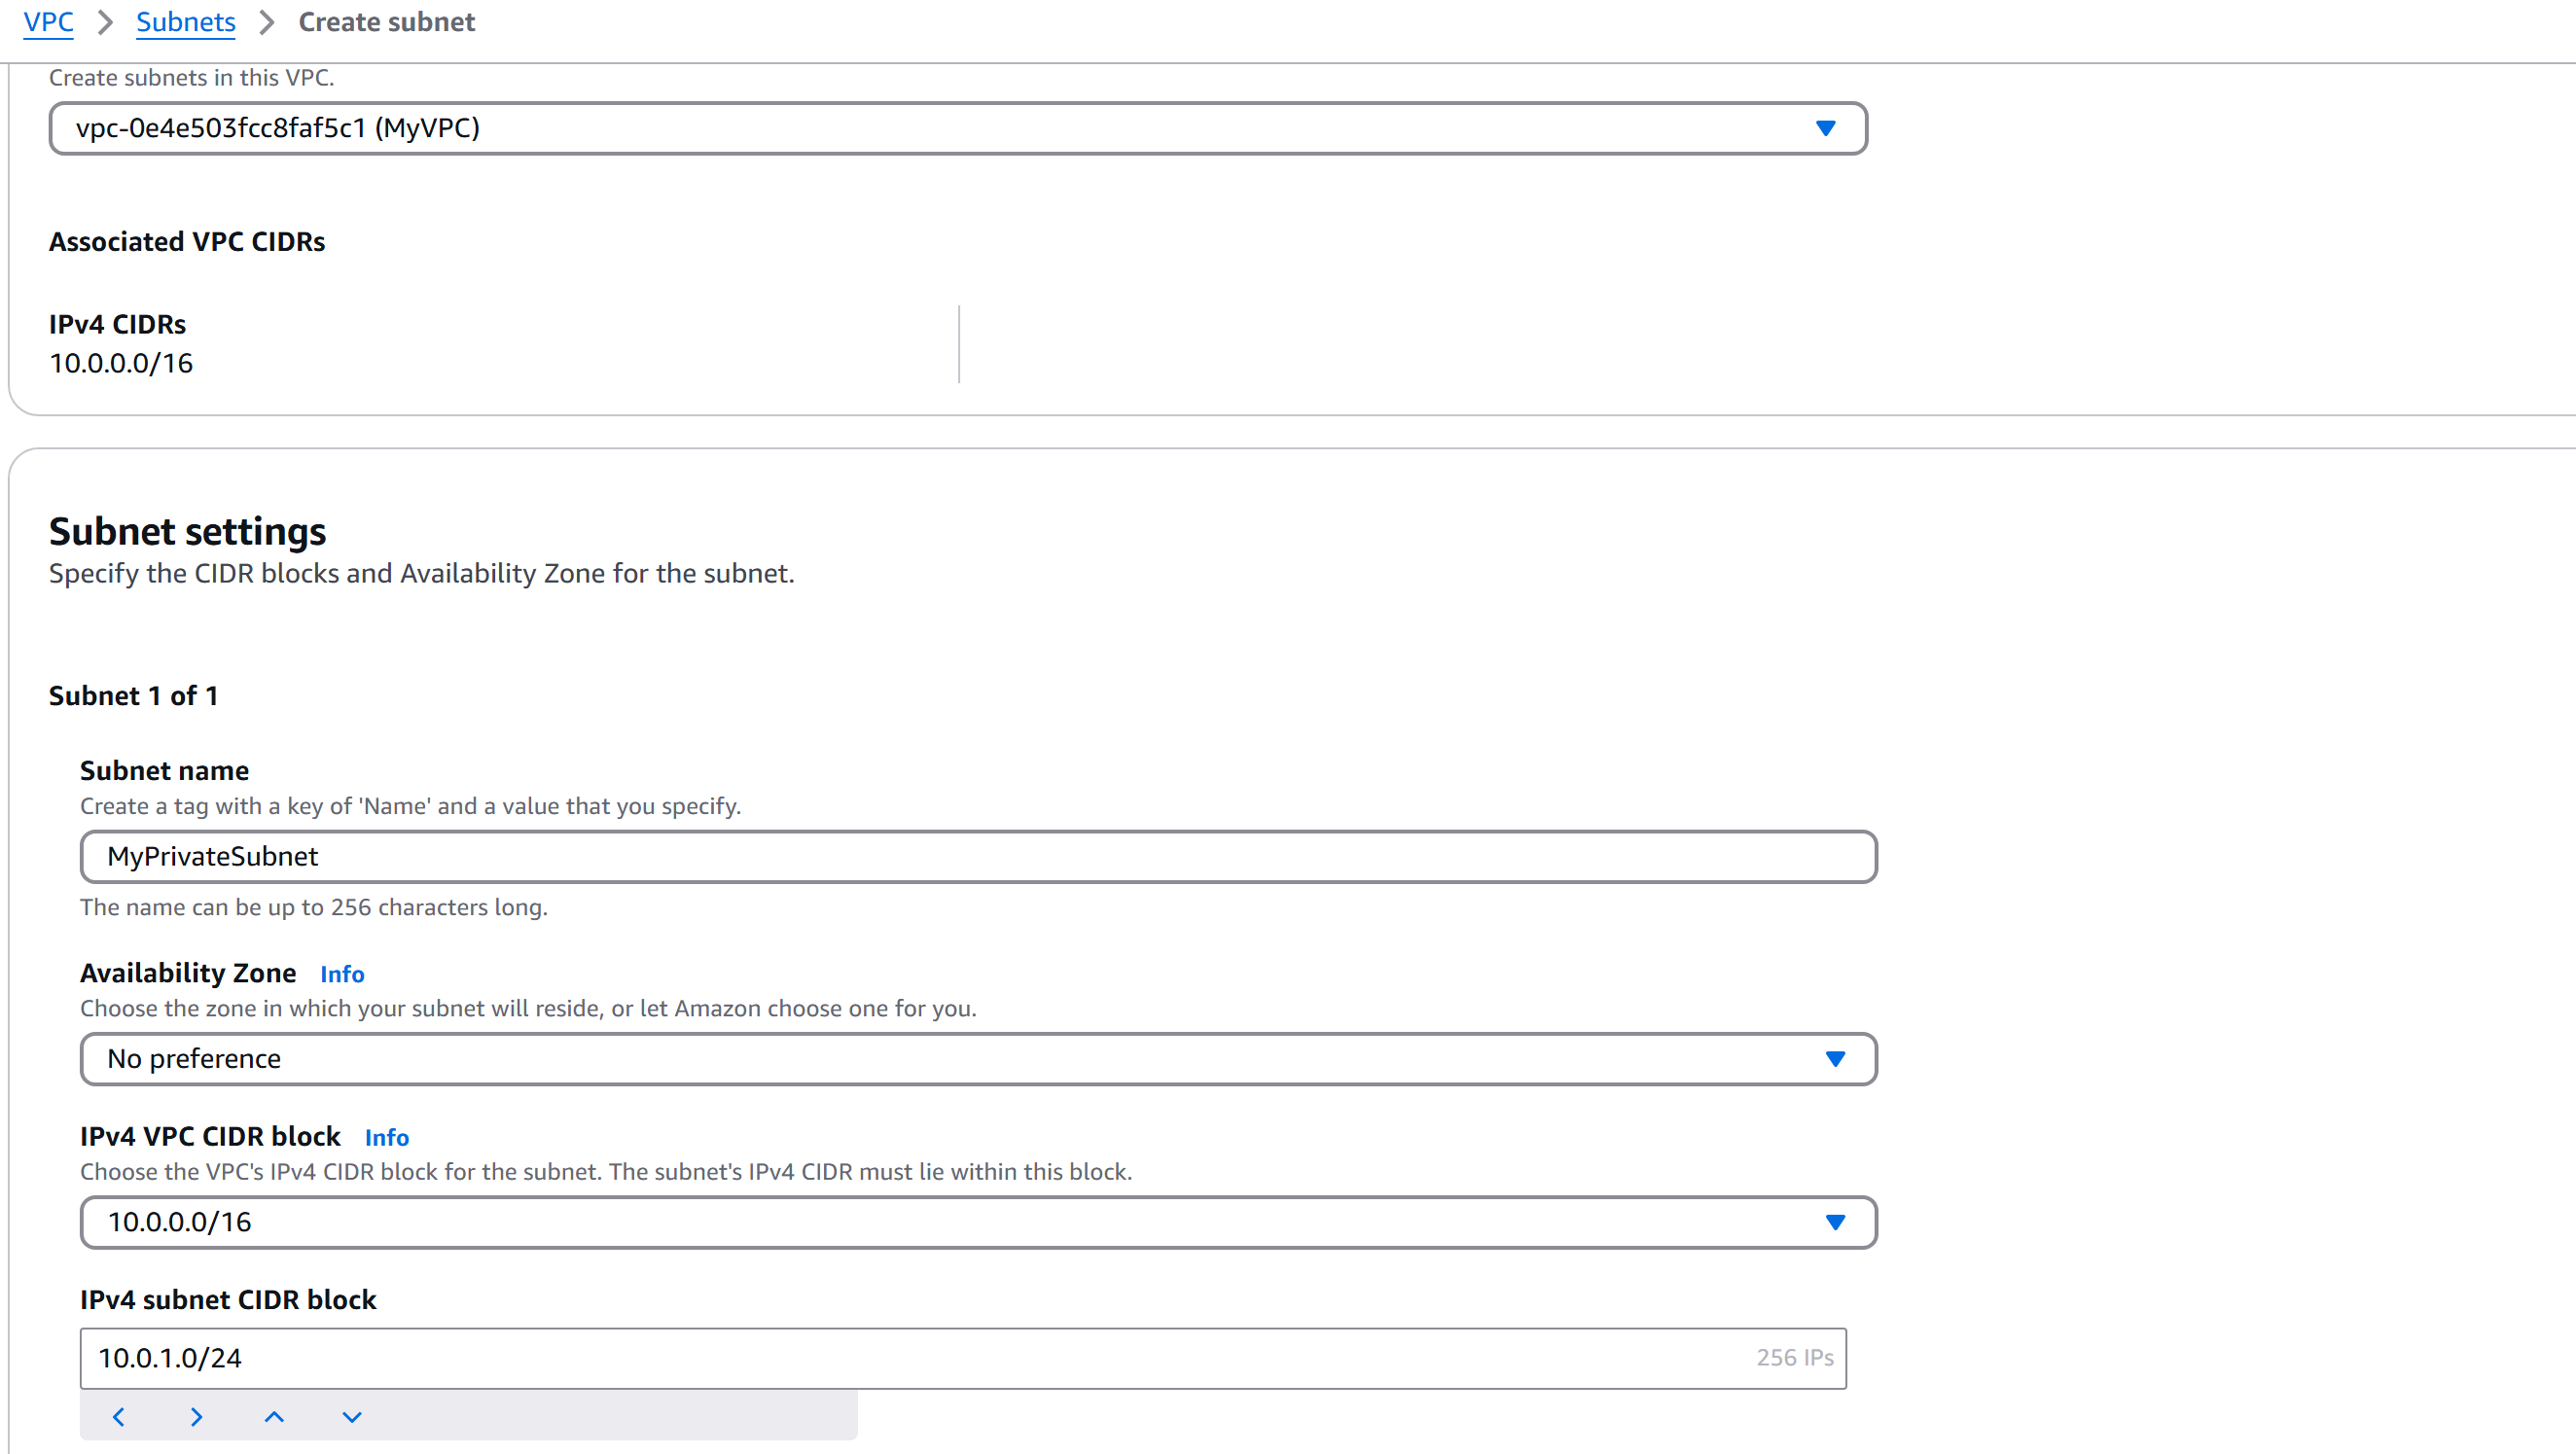 VPC > Subnets > Create subnet
Create subnets in this VPC.
vpc-0e4e503fcc8faf5c1 (MyVPC)
Associated VPC CIDRs
IPv4 CIDRs
10.0.0.0/16
Subnet settings
Specify the CIDR blocks and Availability Zone for the subnet.
Subnet 1 of 1
Subnet name
Create a tag with a key of 'Name' and a value that you specify.
MyPrivateSubnet
The name can be up to 256 characters long.
Availability Zone Info
Choose the zone in which your subnet will reside, or let Amazon choose one for you.
No preference
IPv4 VPC CIDR block Info
Choose the VPC's IPv4 CIDR block for the subnet. The subnet's IPv4 CIDR must lie within this block.
10.0.0.0/16
IPv4 subnet CIDR block
10.0.1.0/24 256 IPs